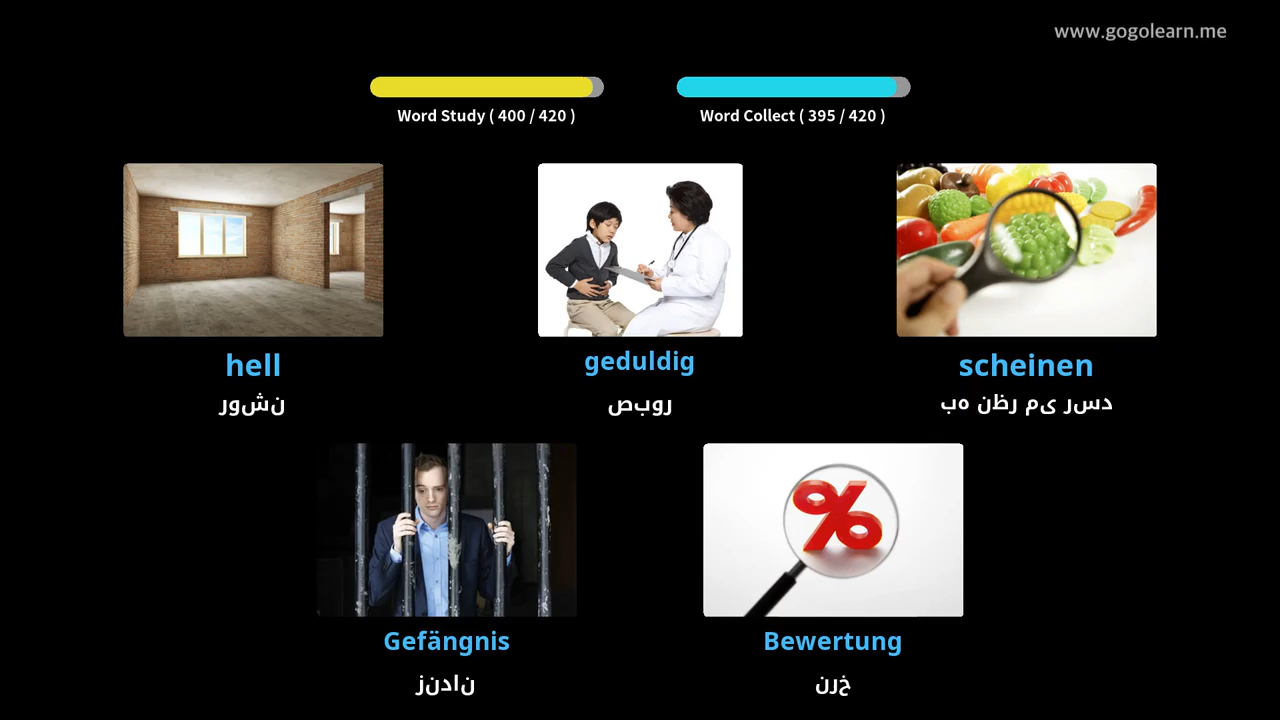 www.gogolearn.me
Word Study ( 400 / 420 )
Word Collect ( 395 / 420 )
hell
نشور
geduldig
روبص
scheinen
دسر یم رظن هب
Gefängnis
نادنز
Bewertung
خرن